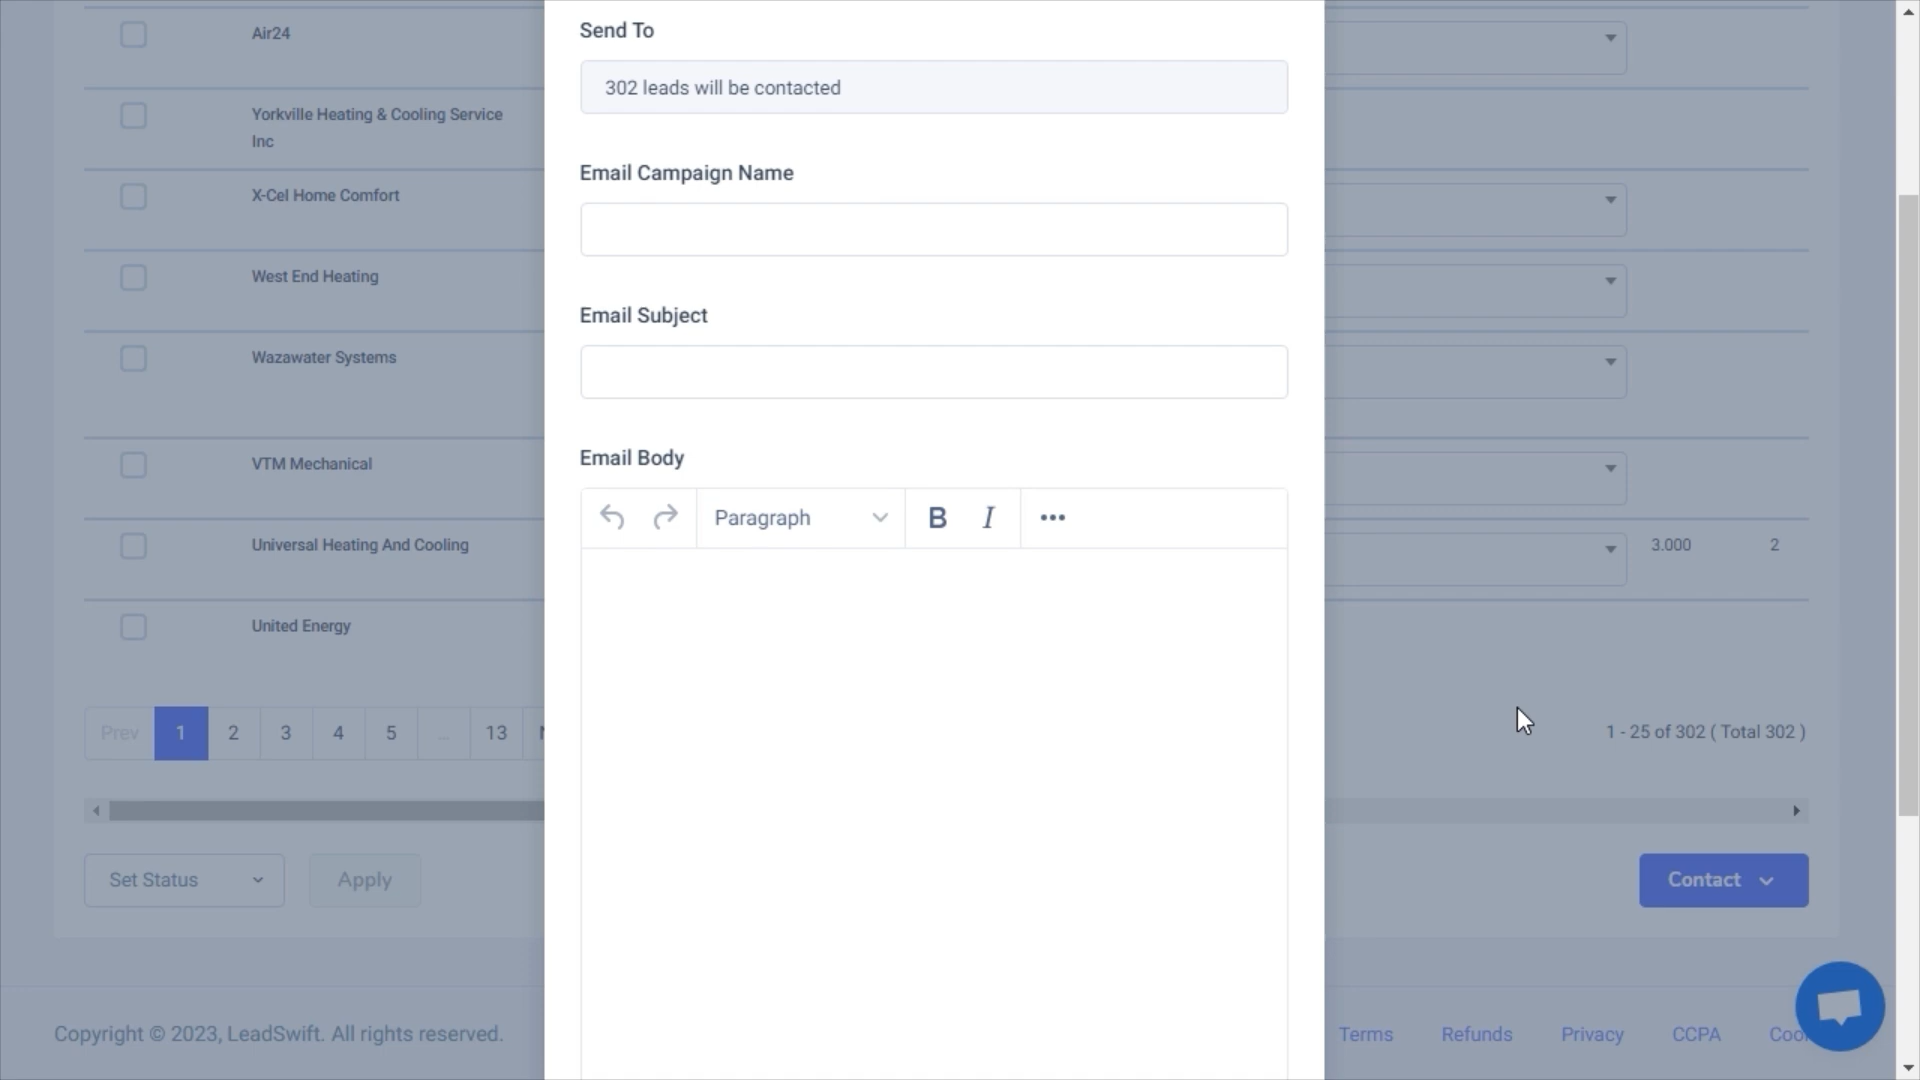 Send To
302 leads will be contacted
Email Campaign Name
Email Subject
Email Body
Paragraph
B I
Air24
Yorkville Heating & Cooling Service
Inc
X-Cel Home Comfort
West End Heating
Wazawater Systems
VTM Mechanical
Universal Heating And Cooling 3.000 2
United Energy
Prev 1 2 3 4 5 ... 13
1 - 25 of 302 ( Total 302 )
Set Status Apply Contact
Copyright © 2023, LeadSwift. All rights reserved. Terms Refunds Privacy CCPA